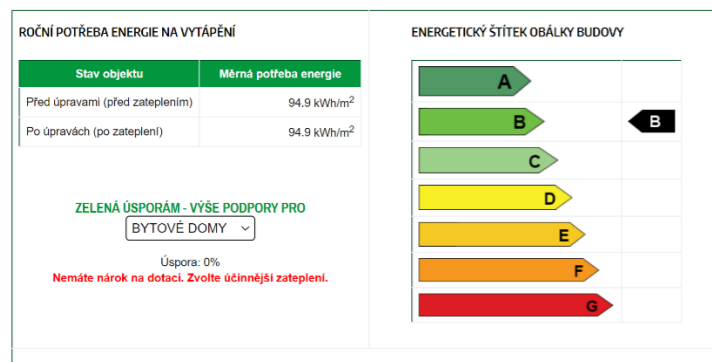 ROČNÍ POTŘEBA ENERGIE NA VYTÁPĚNÍ
Stav objektu Měrná potřeba energie
Před úpravami (před zateplením) 94.9 kWh/m²
Po úpravách (po zateplení) 94.9 kWh/m²
ZELENÁ ÚSPORÁM - VÝŠE PODPORY PRO
BYTOVÉ DOMY
Úspora: 0%
Nemáte nárok na dotaci. Zvolte účinnější zateplení.
ENERGETICKÝ ŠTÍTEK OBÁLKY BUDOVY
A
B B
C
D
E
F
G